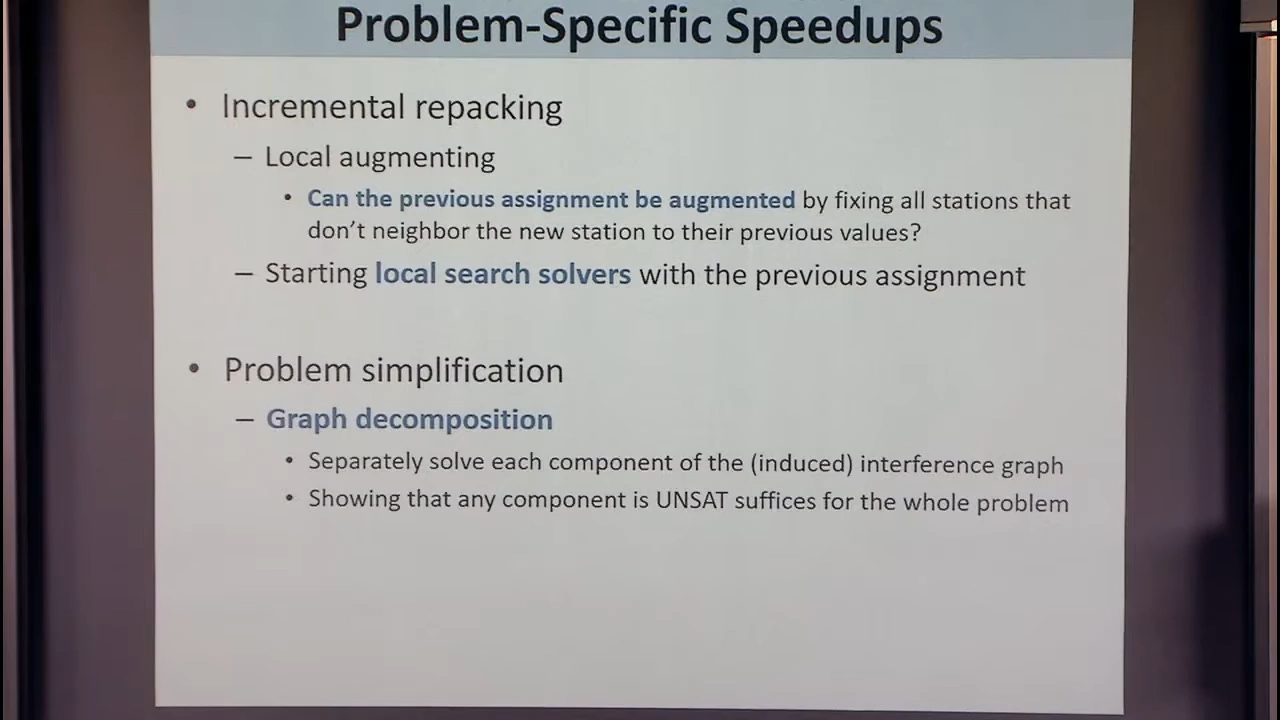 Problem-Specific Speedups
• Incremental repacking
– Local augmenting
• Can the previous assignment be augmented by fixing all stations that
don't neighbor the new station to their previous values?
– Starting local search solvers with the previous assignment
• Problem simplification
– Graph decomposition
• Separately solve each component of the (induced) interference graph
• Showing that any component is UNSAT suffices for the whole problem